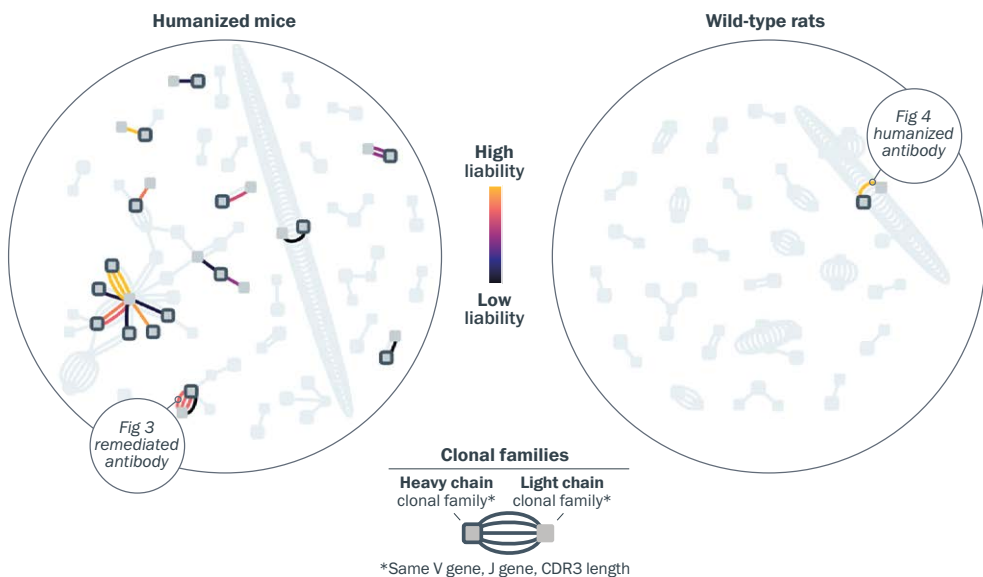 Humanized mice
Wild-type rats
High
liability
Low
liability
Fig 4
humanized
antibody
Fig 3
remediated
antibody
Clonal families
Heavy chain
clonal family*
Light chain
clonal family*
*Same V gene, J gene, CDR3 length